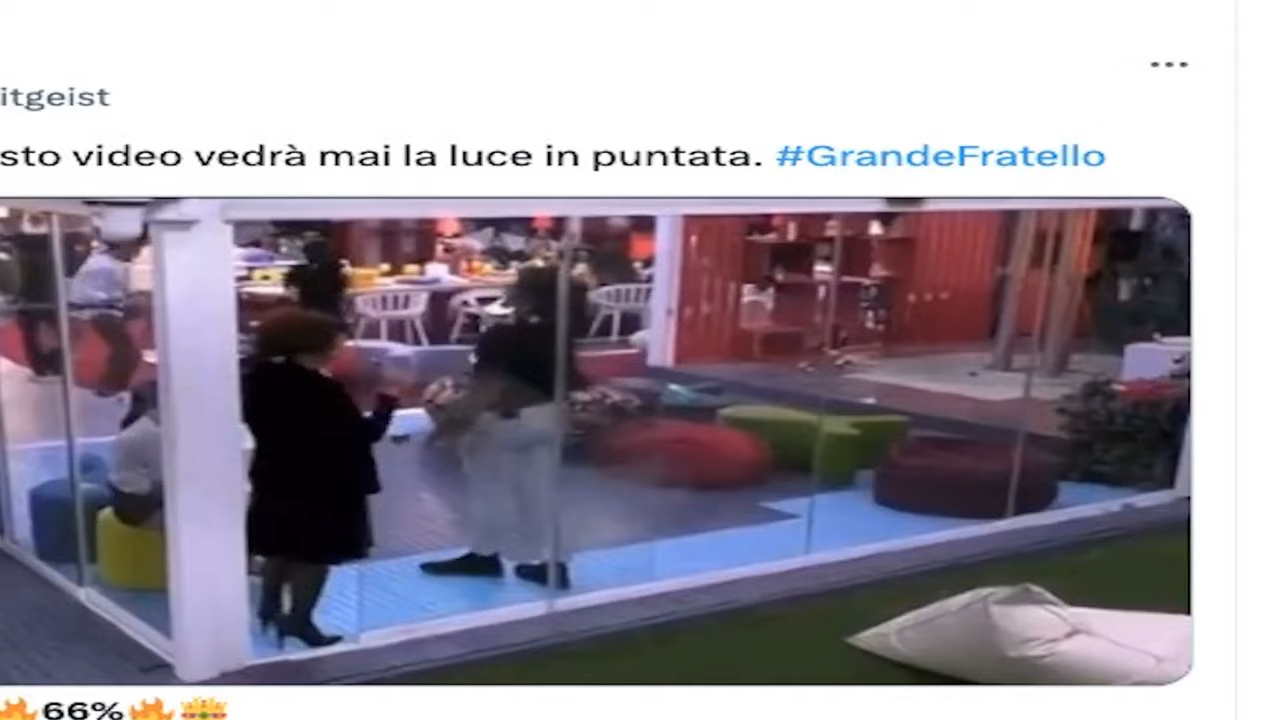 itgeist
sto video vedrà mai la luce in puntata. #GrandeFratello
🔥66%🔥👑